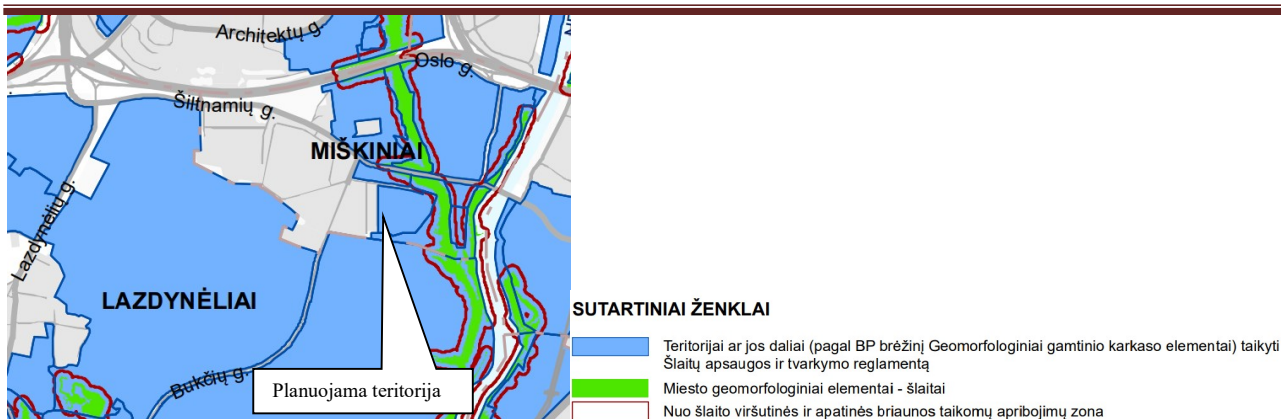 Architektų g.
Oslo g.
Šiltnamių g.
MIŠKINIAI
Lazdynėlių g.
LAZDYNĖLIAI
Bukčių g.
Planuojama teritorija
SUTARTINIAI ŽENKLAI
Teritorijai ar jos daliai (pagal BP brėžinį Geomorfologiniai gamtinio karkaso elementai) taikyti
Šlaitų apsaugos ir tvarkymo reglamentą
Miesto geomorfologiniai elementai - šlaitai
Nuo šlaito viršutinės ir apatinės briaunos taikomų apribojimų zona